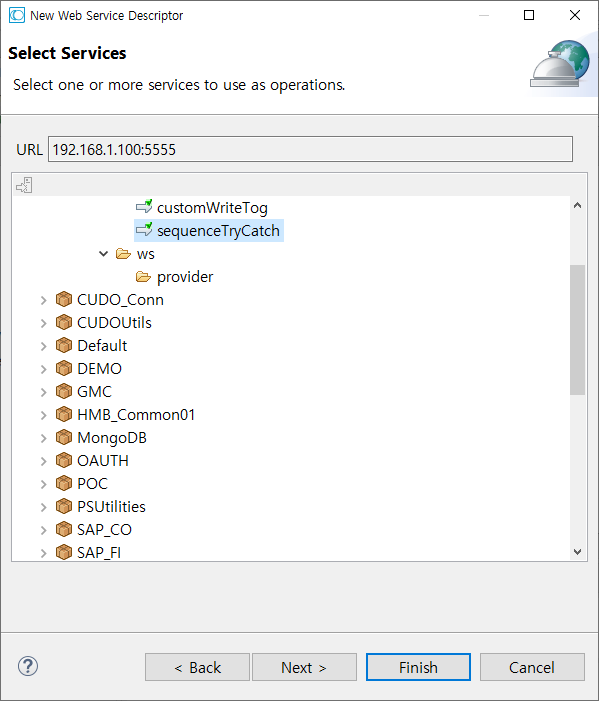 New Web Service Descriptor
Select Services
Select one or more services to use as operations.
URL 192.168.1.100:5555
customWriteTog
sequenceTryCatch
ws
provider
CUDO_Conn
CUDOUtils
Default
DEMO
GMC
HMB_Common01
MongoDB
OAUTH
POC
PSUtilities
SAP_CO
SAP_FI
< Back Next > Finish Cancel